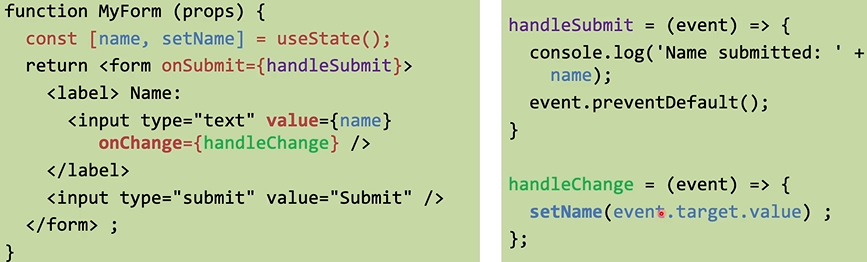 function MyForm (props) {
const [name, setName] = useState();
return <form onSubmit={handleSubmit}>
<label> Name:
<input type="text" value={name}
onChange={handleChange} />
</label>
<input type="submit" value="Submit" />
</form> ;
}
handleSubmit = (event) => {
console.log('Name submitted: ' +
name);
event.preventDefault();
}
handleChange = (event) => {
setName(event.target.value) ;
};